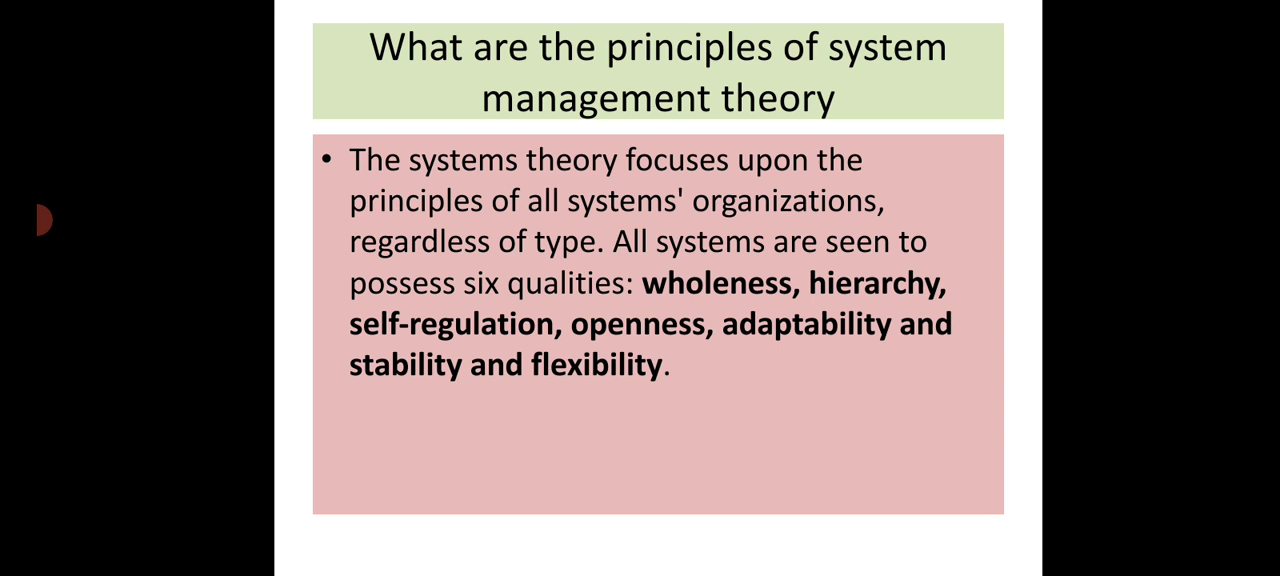 What are the principles of system
management theory
• The systems theory focuses upon the
principles of all systems' organizations,
regardless of type. All systems are seen to
possess six qualities: wholeness, hierarchy,
self-regulation, openness, adaptability and
stability and flexibility.